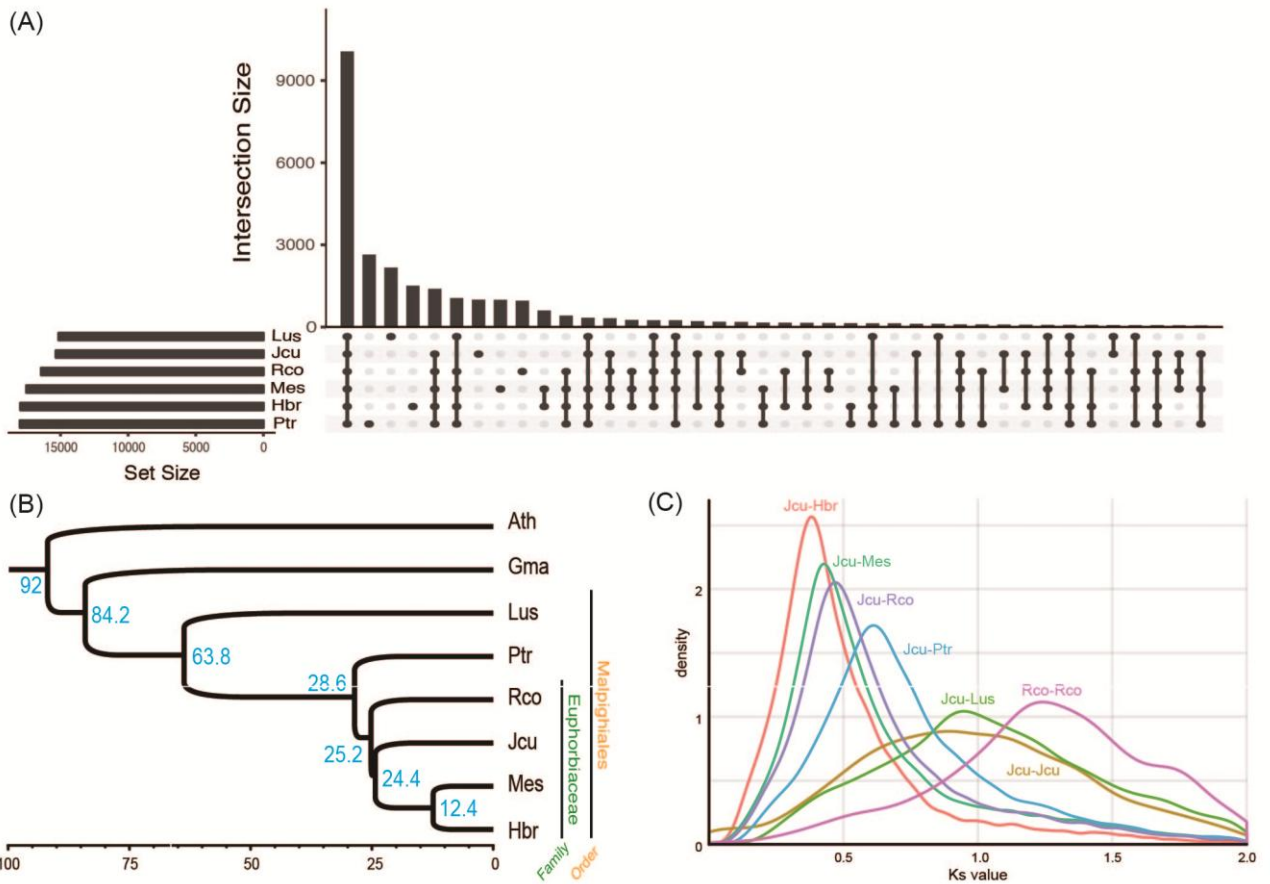 (A)
Intersection Size
9000
6000
3000
0
Lus
Jcu
Rco
Mes
Hbr
Ptr
15000 10000 5000 0
Set Size
(B)
Ath
Gma
Lus
Ptr
Rco
Jcu
Mes
Hbr
92
84.2
63.8
28.6
25.2
24.4
12.4
Euphorbiaceae
Malpighiales
Family
Order
100 75 50 25 0
(C)
Jcu-Hbr
Jcu-Mes
Jcu-Rco
Jcu-Ptr
Jcu-Lus
Rco-Rco
Jcu-Jcu
density
2
1
0
0.5 1.0 1.5 2.0
Ks value